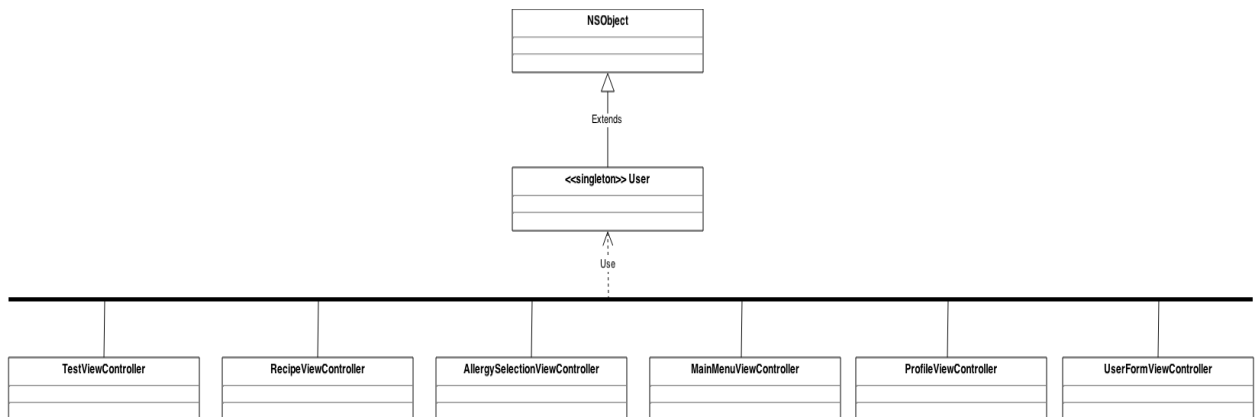 NSObject
Extends
<<singleton>> User
Use
TestViewController
RecipeViewController
AllergySelectionViewController
MainMenuViewController
ProfileViewController
UserFormViewController